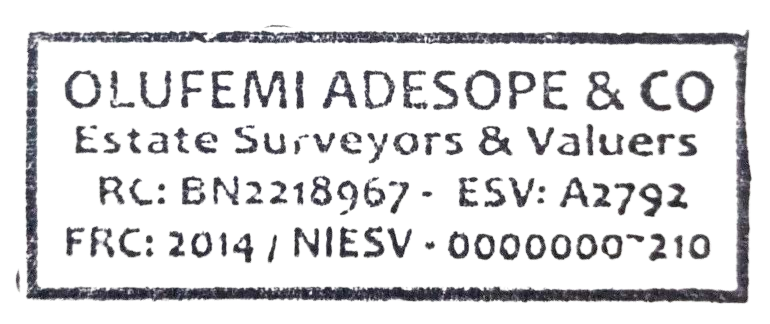 OLUFEMI ADESOPE & CO
Estate Surveyors & Valuers
RC: BN2218967 - ESV: A2792
FRC: 2014 / NIESV - 0000000~210